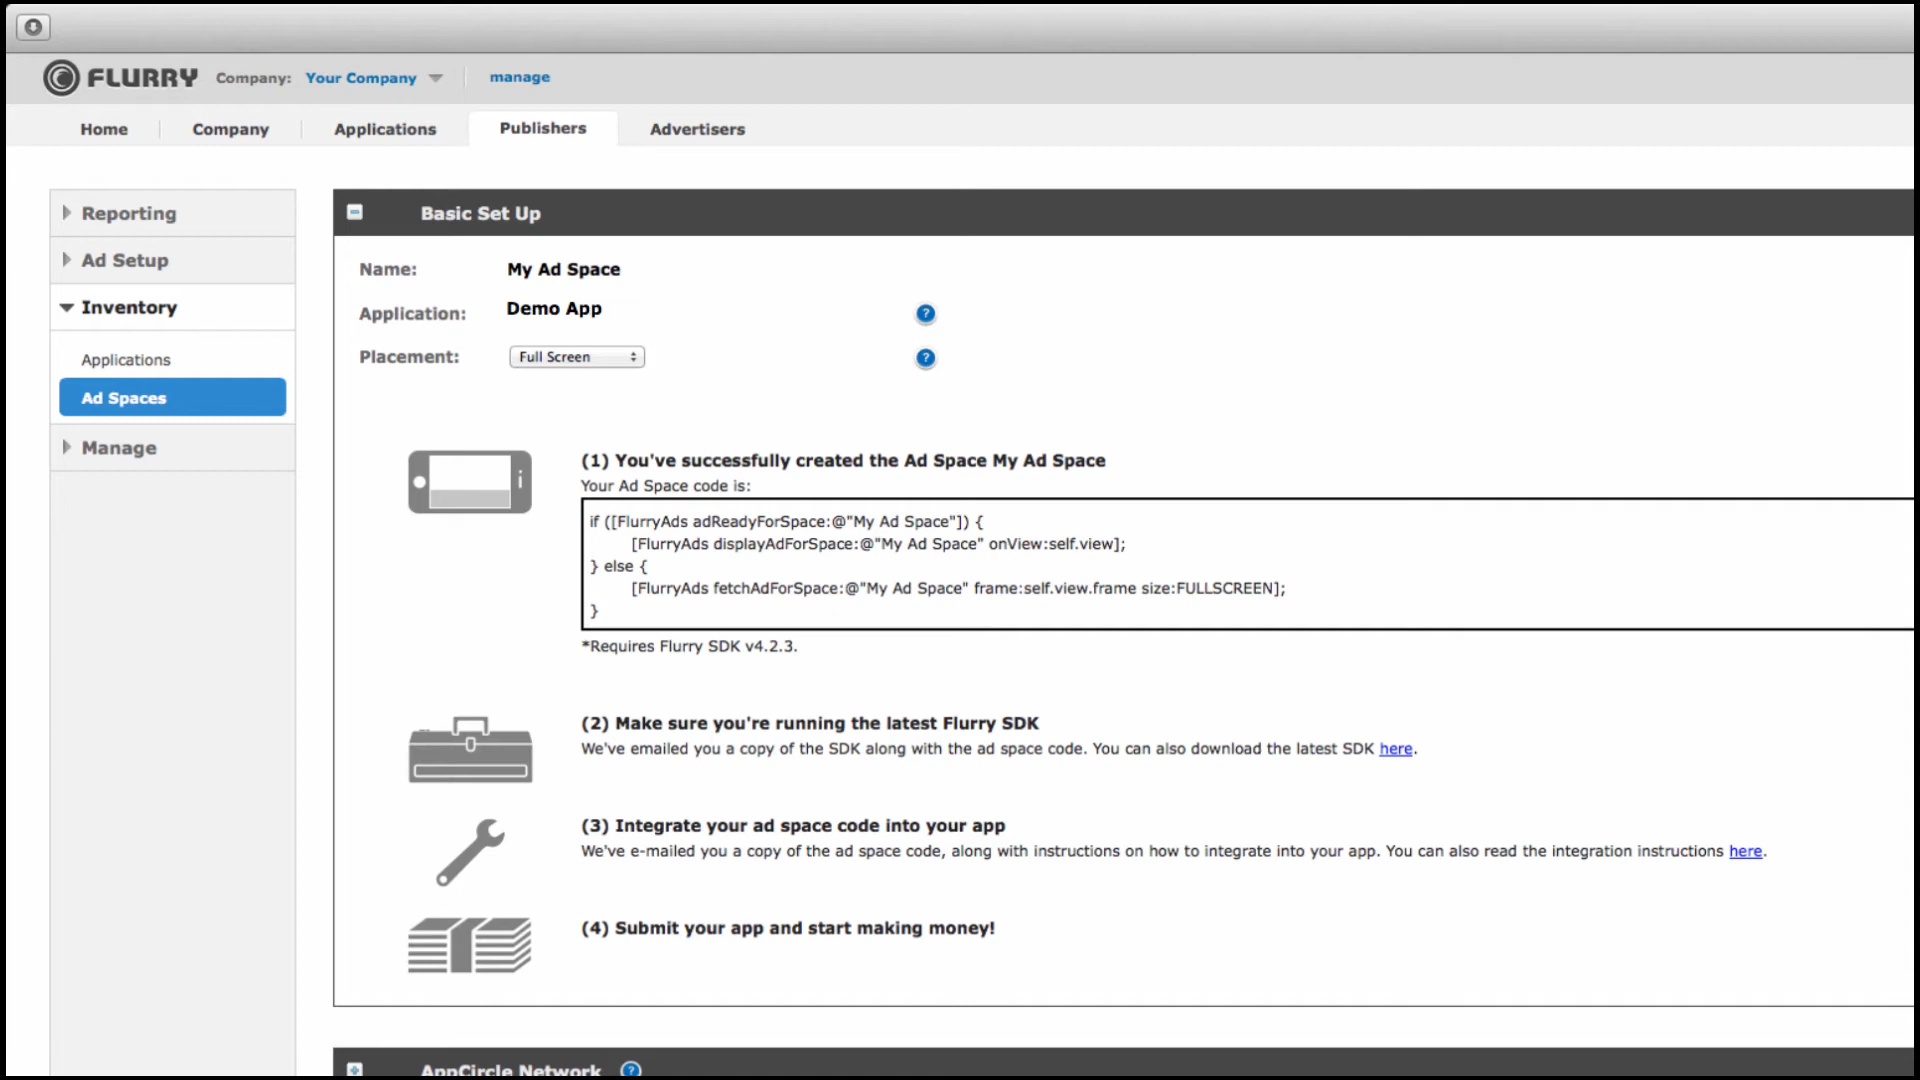 FLURRY Company: Your Company manage
Home Company Applications Publishers Advertisers
Reporting
Ad Setup
Inventory
Applications
Ad Spaces
Manage
Basic Set Up
Name: My Ad Space
Application: Demo App ?
Placement: Full Screen ?
(1) You've successfully created the Ad Space My Ad Space
Your Ad Space code is:
if ([FlurryAds adReadyForSpace:@"My Ad Space"]) {
[FlurryAds displayAdForSpace:@"My Ad Space" onView:self.view];
} else {
[FlurryAds fetchAdForSpace:@"My Ad Space" frame:self.view.frame size:FULLSCREEN];
}
*Requires Flurry SDK v4.2.3.
(2) Make sure you're running the latest Flurry SDK
We've emailed you a copy of the SDK along with the ad space code. You can also download the latest SDK here.
(3) Integrate your ad space code into your app
We've e-mailed you a copy of the ad space code, along with instructions on how to integrate into your app. You can also read the integration instructions here.
(4) Submit your app and start making money!
AppCircle Network ?